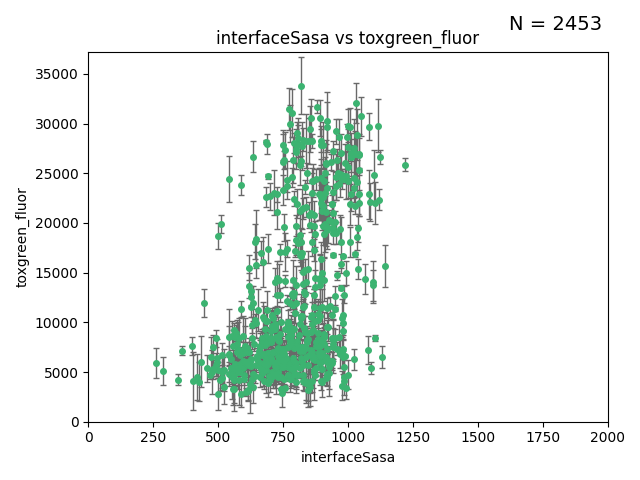 N = 2453
interfaceSasa vs toxgreen_fluor
toxgreen_fluor
35000
30000
25000
20000
15000
10000
5000
0
0 250 500 750 1000 1250 1500 1750 2000
interfaceSasa